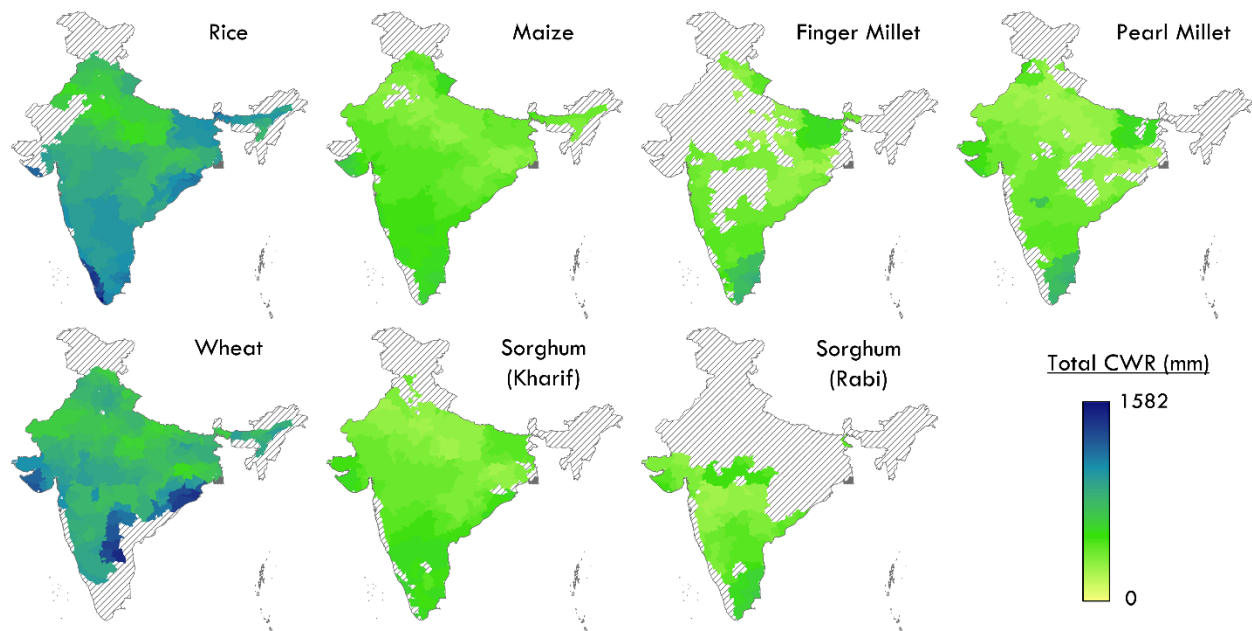 Rice
Maize
Finger Millet
Pearl Millet
Wheat
Sorghum
(Kharif)
Sorghum
(Rabi)
Total CWR (mm)
1582
0